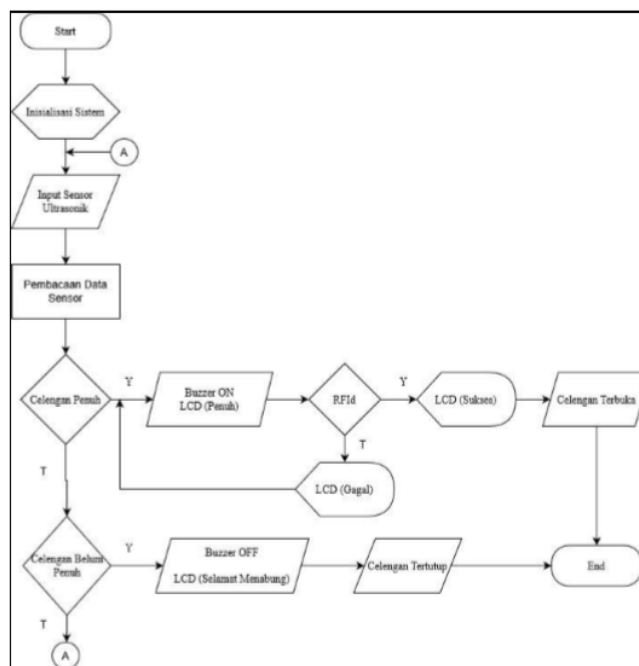 Start
Inisialisasi Sistem
A
Input Sensor
Ultrasonik
Pembacaan Data
Sensor
Celengan Penuh
Y
Buzzer ON
LCD (Penuh)
RFId
Y
LCD (Sukses)
Celengan Terbuka
T
LCD (Gagal)
T
Celengan Belum
Penuh
Y
Buzzer OFF
LCD (Selamat Menabung)
Celengan Tertutup
End
T
A